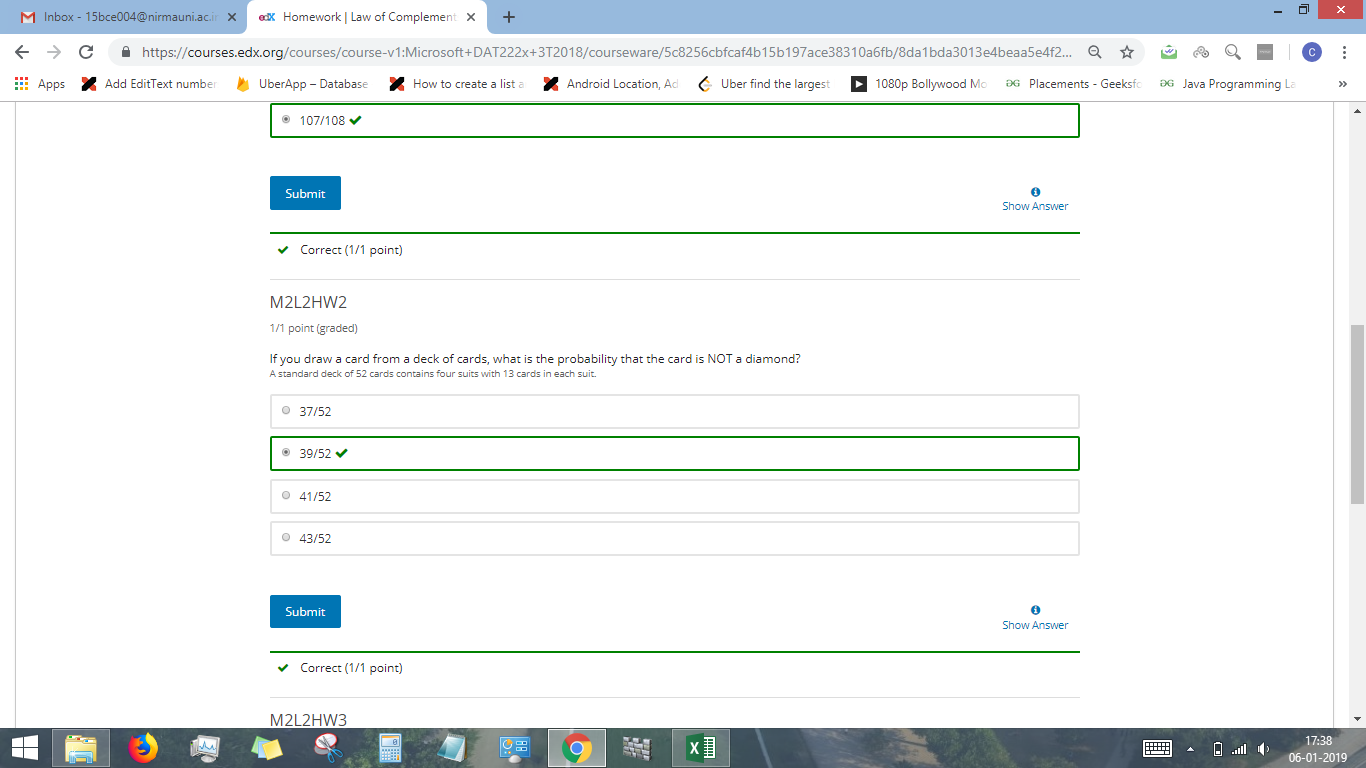 Inbox - 15bce004@nirmauni.ac.in
edX Homework | Law of Complement
https://courses.edx.org/courses/course-v1:Microsoft+DAT222x+3T2018/courseware/5c8256cbfcaf4b15b197ace38310a6fb/8da1bda3013e4beaa5e4f2...
C
Apps
Add EditText number
UberApp – Database
How to create a list a
Android Location, Ad
Uber find the largest
1080p Bollywood Mo
Placements - Geeksfo
Java Programming La
»
107/108
Submit
Show Answer
Correct (1/1 point)
M2L2HW2
1/1 point (graded)
If you draw a card from a deck of cards, what is the probability that the card is NOT a diamond?
A standard deck of 52 cards contains four suits with 13 cards in each suit.
37/52
39/52
41/52
43/52
Submit
Show Answer
Correct (1/1 point)
M2L2HW3
17:38
06-01-2019